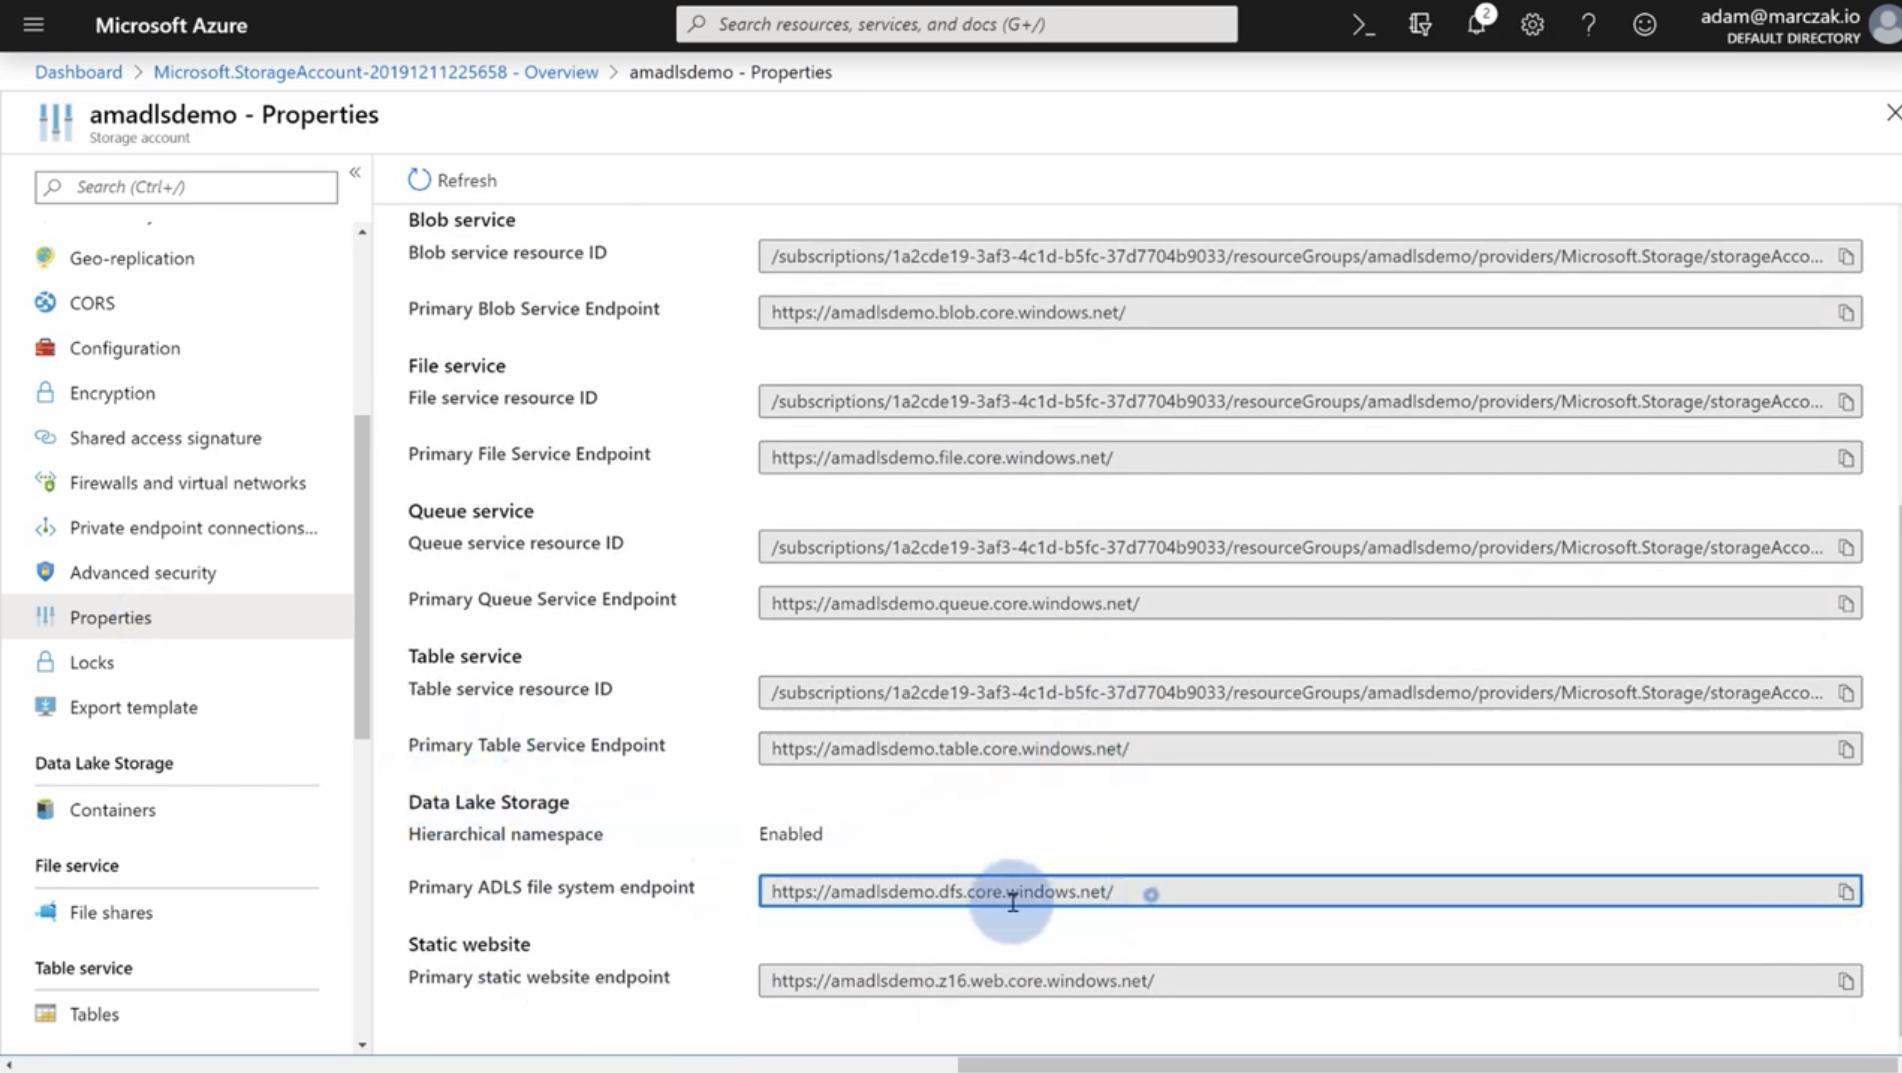 Microsoft Azure
Search resources, services, and docs (G+/)
2
adam@marczak.io
DEFAULT DIRECTORY
Dashboard > Microsoft.StorageAccount-20191211225658 - Overview > amadlsdemo - Properties
amadlsdemo - Properties
Storage account
Search (Ctrl+/)
«
Geo-replication
CORS
Configuration
Encryption
Shared access signature
Firewalls and virtual networks
Private endpoint connections...
Advanced security
Properties
Locks
Export template
Data Lake Storage
Containers
File service
File shares
Table service
Tables
Refresh
Blob service
Blob service resource ID
/subscriptions/1a2cde19-3af3-4c1d-b5fc-37d7704b9033/resourceGroups/amadlsdemo/providers/Microsoft.Storage/storageAcco...
Primary Blob Service Endpoint
https://amadlsdemo.blob.core.windows.net/
File service
File service resource ID
/subscriptions/1a2cde19-3af3-4c1d-b5fc-37d7704b9033/resourceGroups/amadlsdemo/providers/Microsoft.Storage/storageAcco...
Primary File Service Endpoint
https://amadlsdemo.file.core.windows.net/
Queue service
Queue service resource ID
/subscriptions/1a2cde19-3af3-4c1d-b5fc-37d7704b9033/resourceGroups/amadlsdemo/providers/Microsoft.Storage/storageAcco...
Primary Queue Service Endpoint
https://amadlsdemo.queue.core.windows.net/
Table service
Table service resource ID
/subscriptions/1a2cde19-3af3-4c1d-b5fc-37d7704b9033/resourceGroups/amadlsdemo/providers/Microsoft.Storage/storageAcco...
Primary Table Service Endpoint
https://amadlsdemo.table.core.windows.net/
Data Lake Storage
Hierarchical namespace
Enabled
Primary ADLS file system endpoint
https://amadlsdemo.dfs.core.windows.net/
Static website
Primary static website endpoint
https://amadlsdemo.z16.web.core.windows.net/